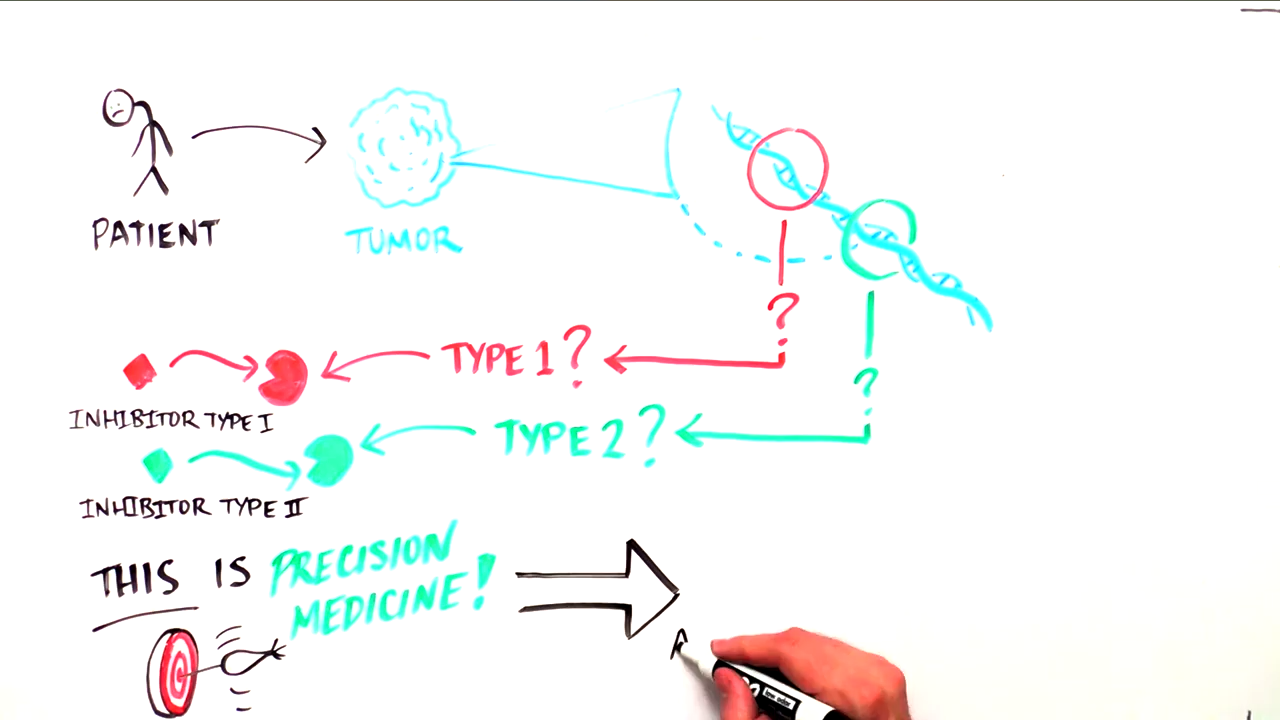 PATIENT
TUMOR
?
?
TYPE 1?
INHIBITOR TYPE I
TYPE 2?
INHIBITOR TYPE II
THIS IS PRECISION
MEDICINE!